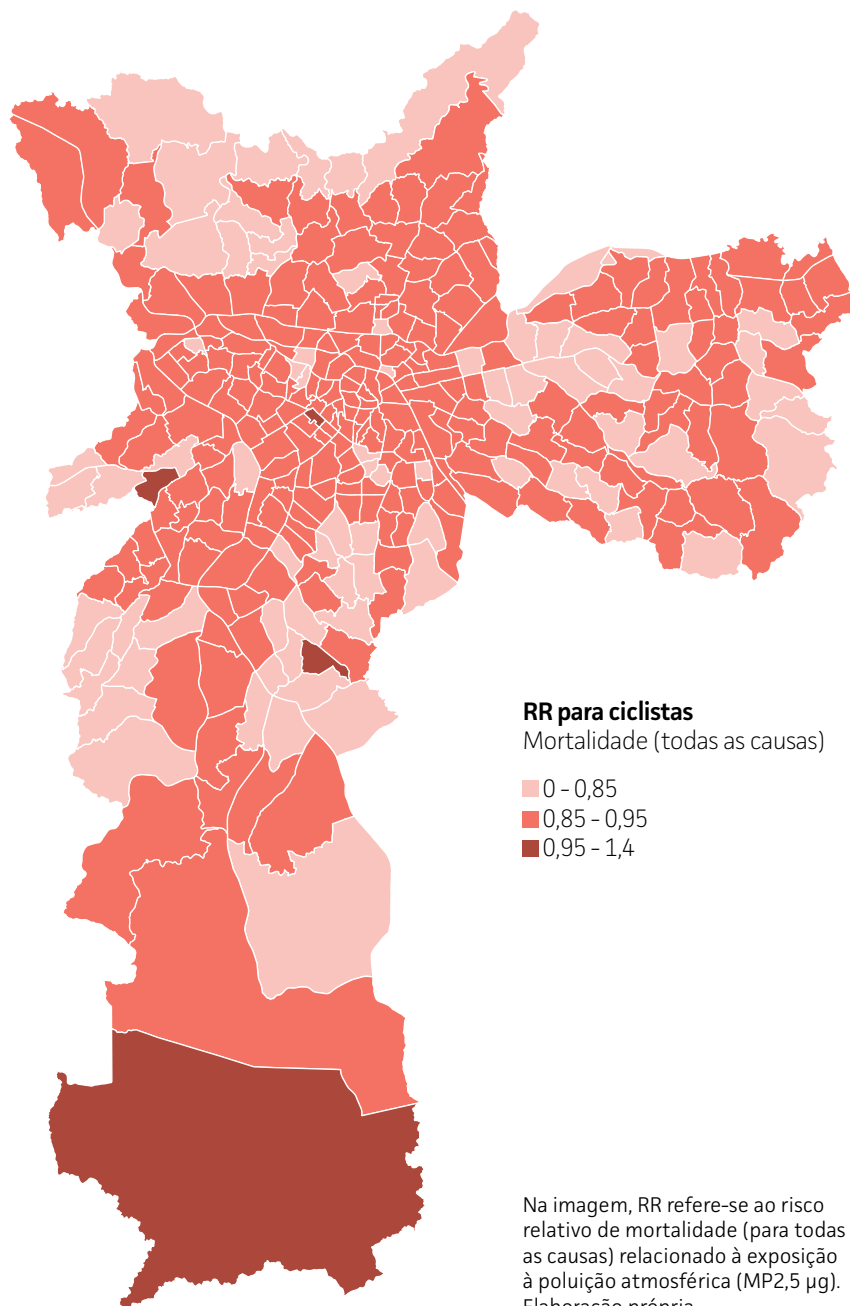 RR para ciclistas
Mortalidade (todas as causas)
0 - 0,85
0,85 - 0,95
0,95 - 1,4
Na imagem, RR refere-se ao risco
relativo de mortalidade (para todas
as causas) relacionado à exposição
à poluição atmosférica (MP2,5 µg).
Elaboração própria